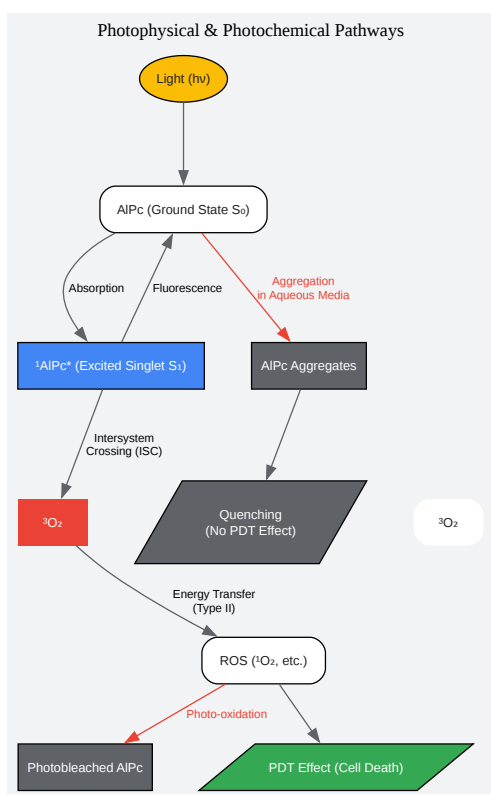 Photophysical & Photochemical Pathways
Light (hν)
AlPc (Ground State S₀)
Absorption
Fluorescence
Aggregation
in Aqueous Media
¹AlPc* (Excited Singlet S₁)
AlPc Aggregates
Intersystem
Crossing (ISC)
³O₂
Quenching
(No PDT Effect)
³O₂
Energy Transfer
(Type II)
ROS (¹O₂, etc.)
Photo-oxidation
Photobleached AlPc
PDT Effect (Cell Death)